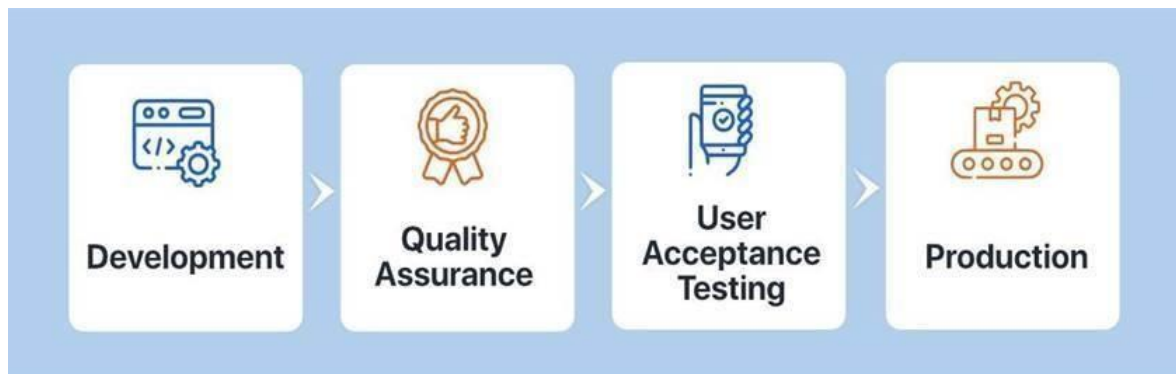 </>
Development
Quality
Assurance
User
Acceptance
Testing
Production